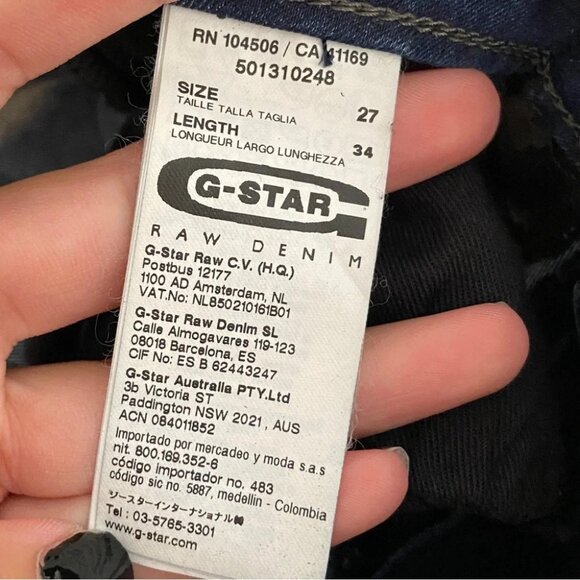 RN 104506 / CA 41169
501310248
SIZE 27
TAILLE TALLA TAGLIA
LENGTH 34
LONGUEUR LARGO LUNGHEZZA
G-STAR
RAW DENIM
G-Star Raw C.V. (H.Q.)
Postbus 12177
1100 AD Amsterdam, NL
VAT.No: NL850210161B01
G-Star Raw Denim SL
Calle Almogavares 119-123
08018 Barcelona, ES
CIF No: ES B 62443247
G-Star Australia PTY.Ltd
3b Victoria ST
Paddington NSW 2021, AUS
ACN 084011852
Importado por mercadeo y moda s.a.s
nit. 800.169.352-6
código importador no. 483
código sic no. 5887, medellin - Colombia
ジースターインターナショナル㈱
Tel : 03-5765-3301
www.g-star.com